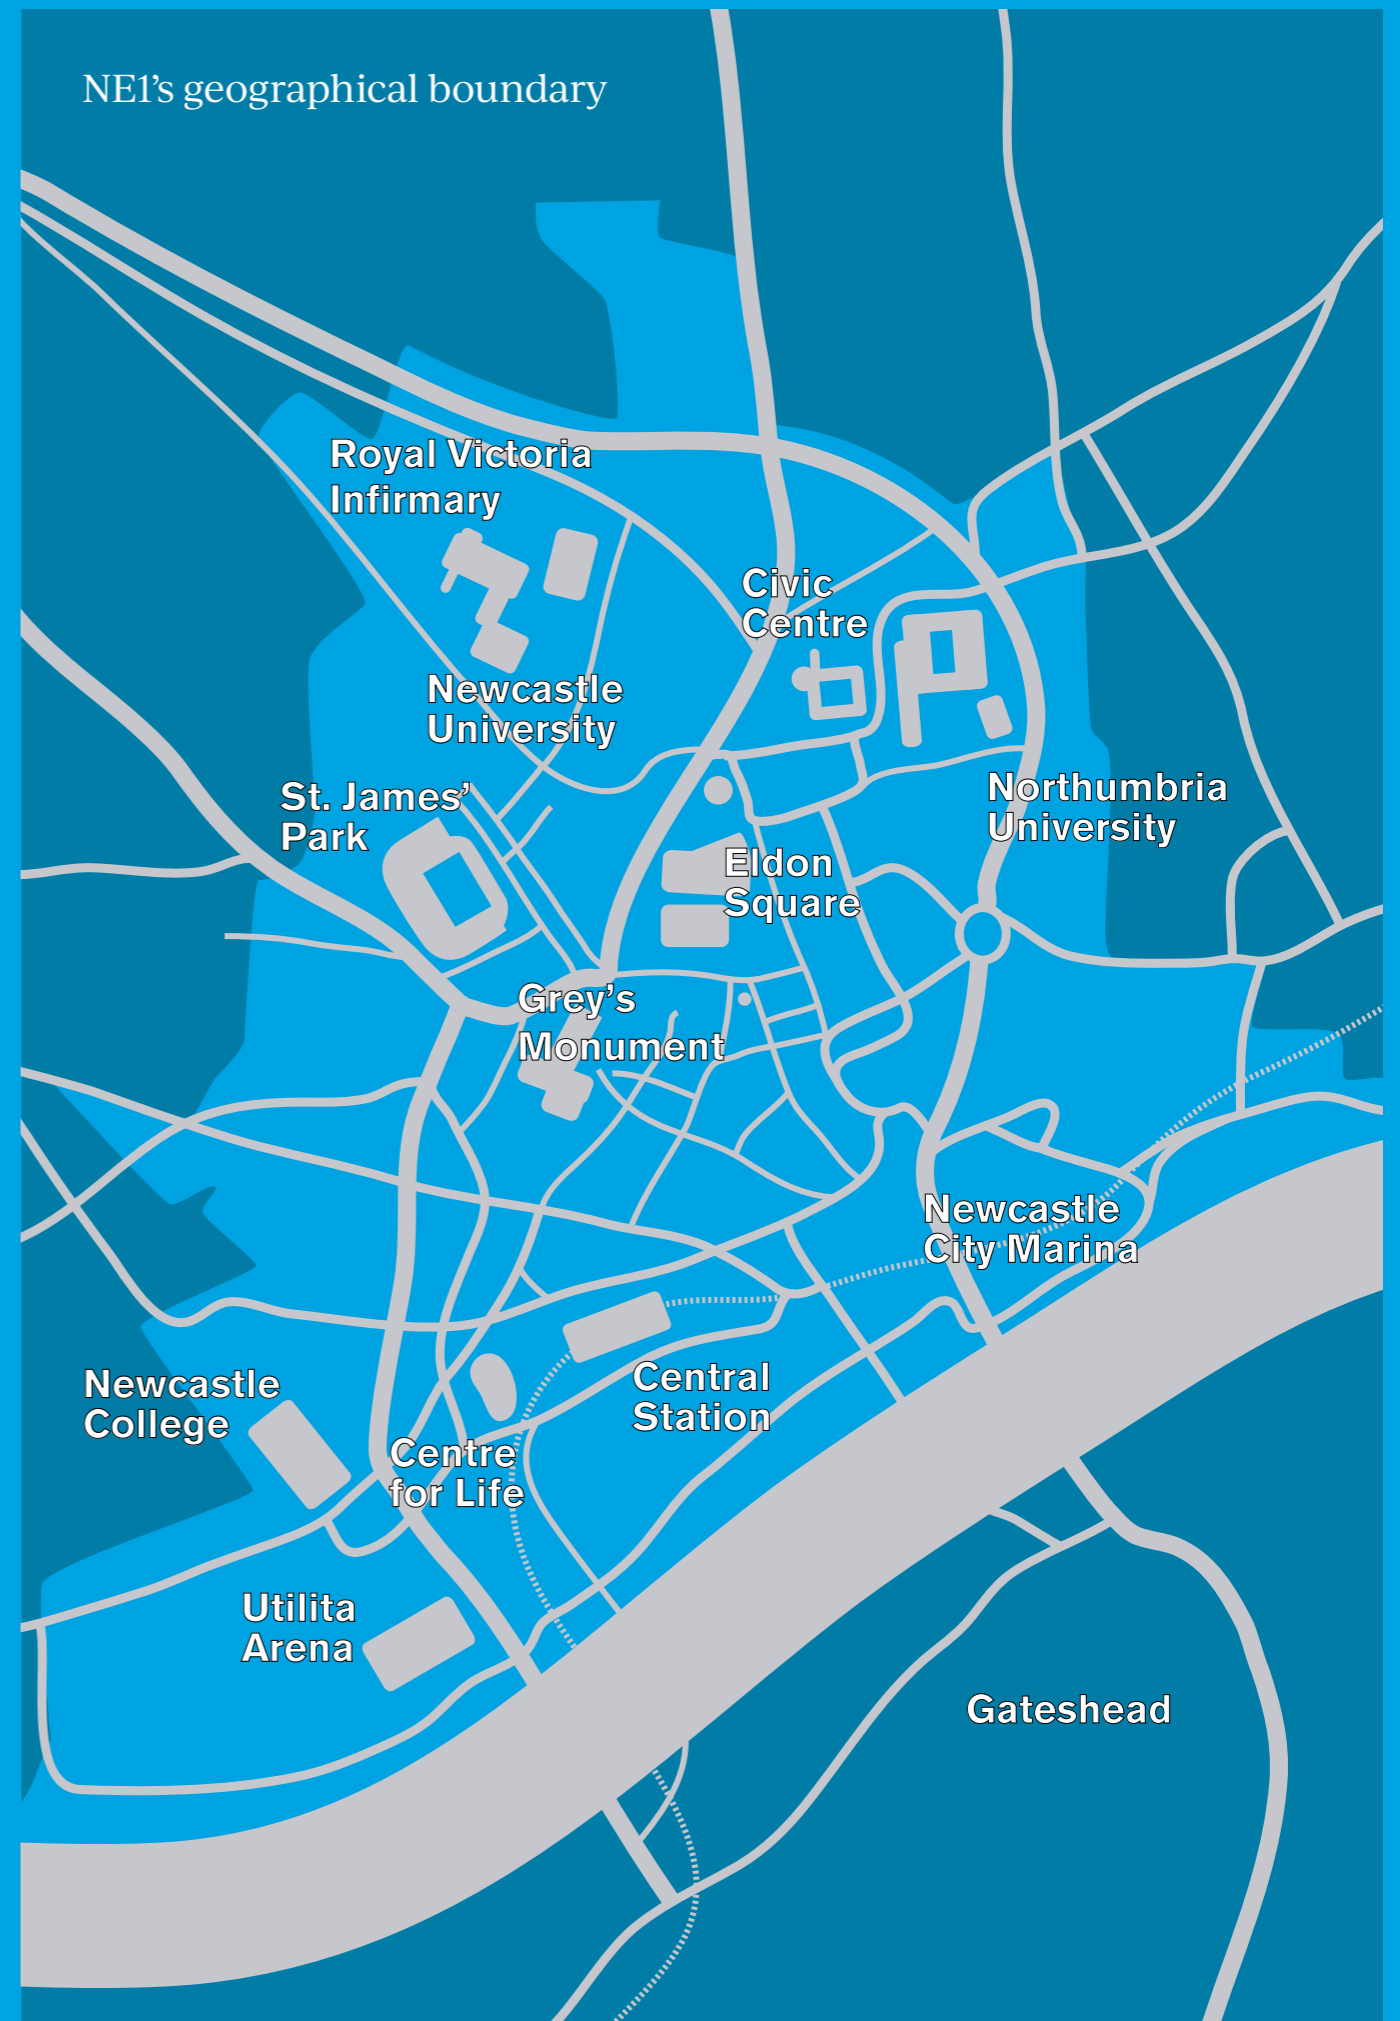 NE1’s geographical boundary
Royal Victoria
Infirmary
Civic
Centre
Newcastle
University
St. James’
Park
Northumbria
University
Eldon
Square
Grey’s
Monument
Newcastle
City Marina
Newcastle
College
Central
Station
Centre
for Life
Utilita
Arena
Gateshead